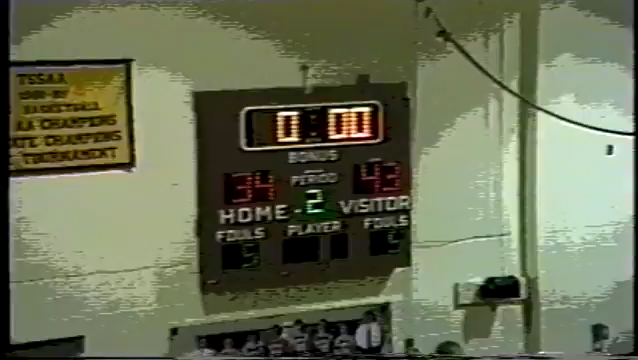 TSSAA
BASKETBALL
AA CHAMPIONS
STATE CHAMPIONS
TOURNAMENT
0:00
BONUS
34 PERIOD 43
HOME 2 VISITOR
FOULS PLAYER FOULS
5